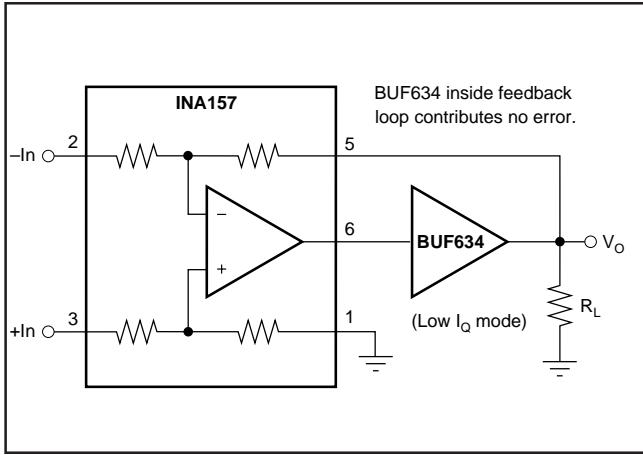 INA157
BUF634 inside feedback
loop contributes no error.
–In
2
5
−
6
BUF634
V_O
+
+In
3
1
(Low I_Q mode)
R_L